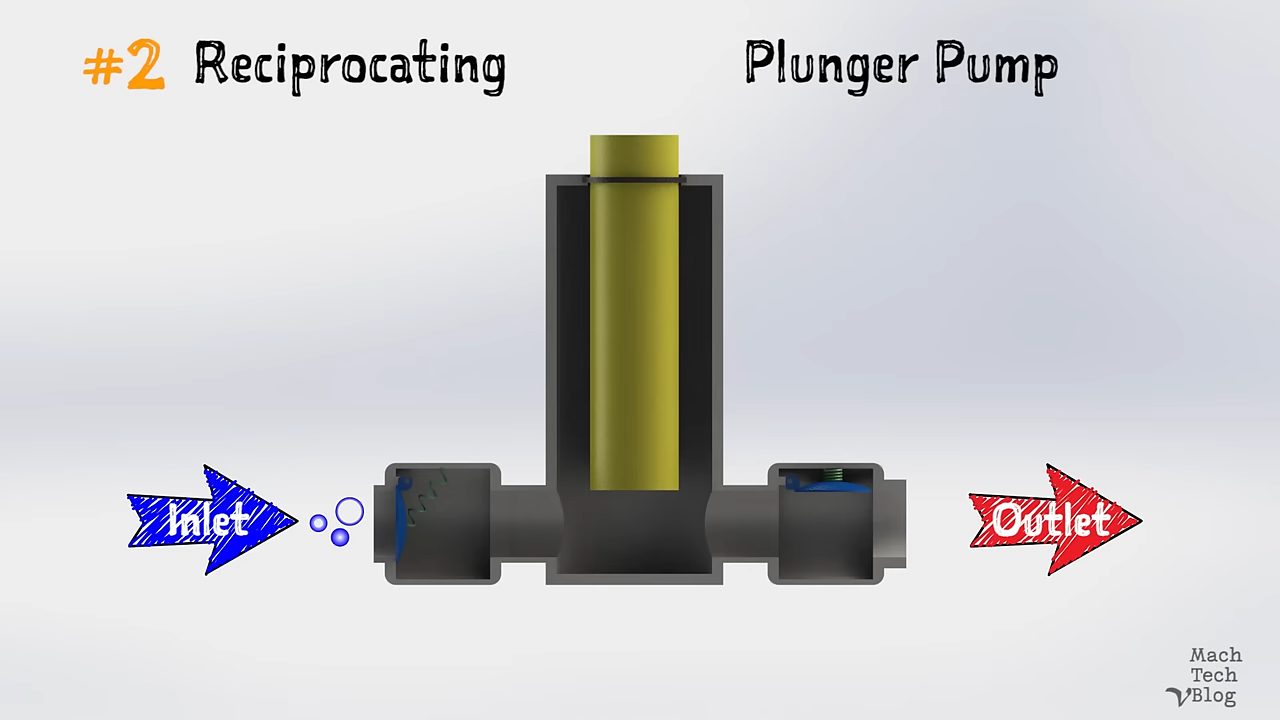 #2 Reciprocating
Plunger Pump
Inlet
Outlet
Mach
Tech
Blog